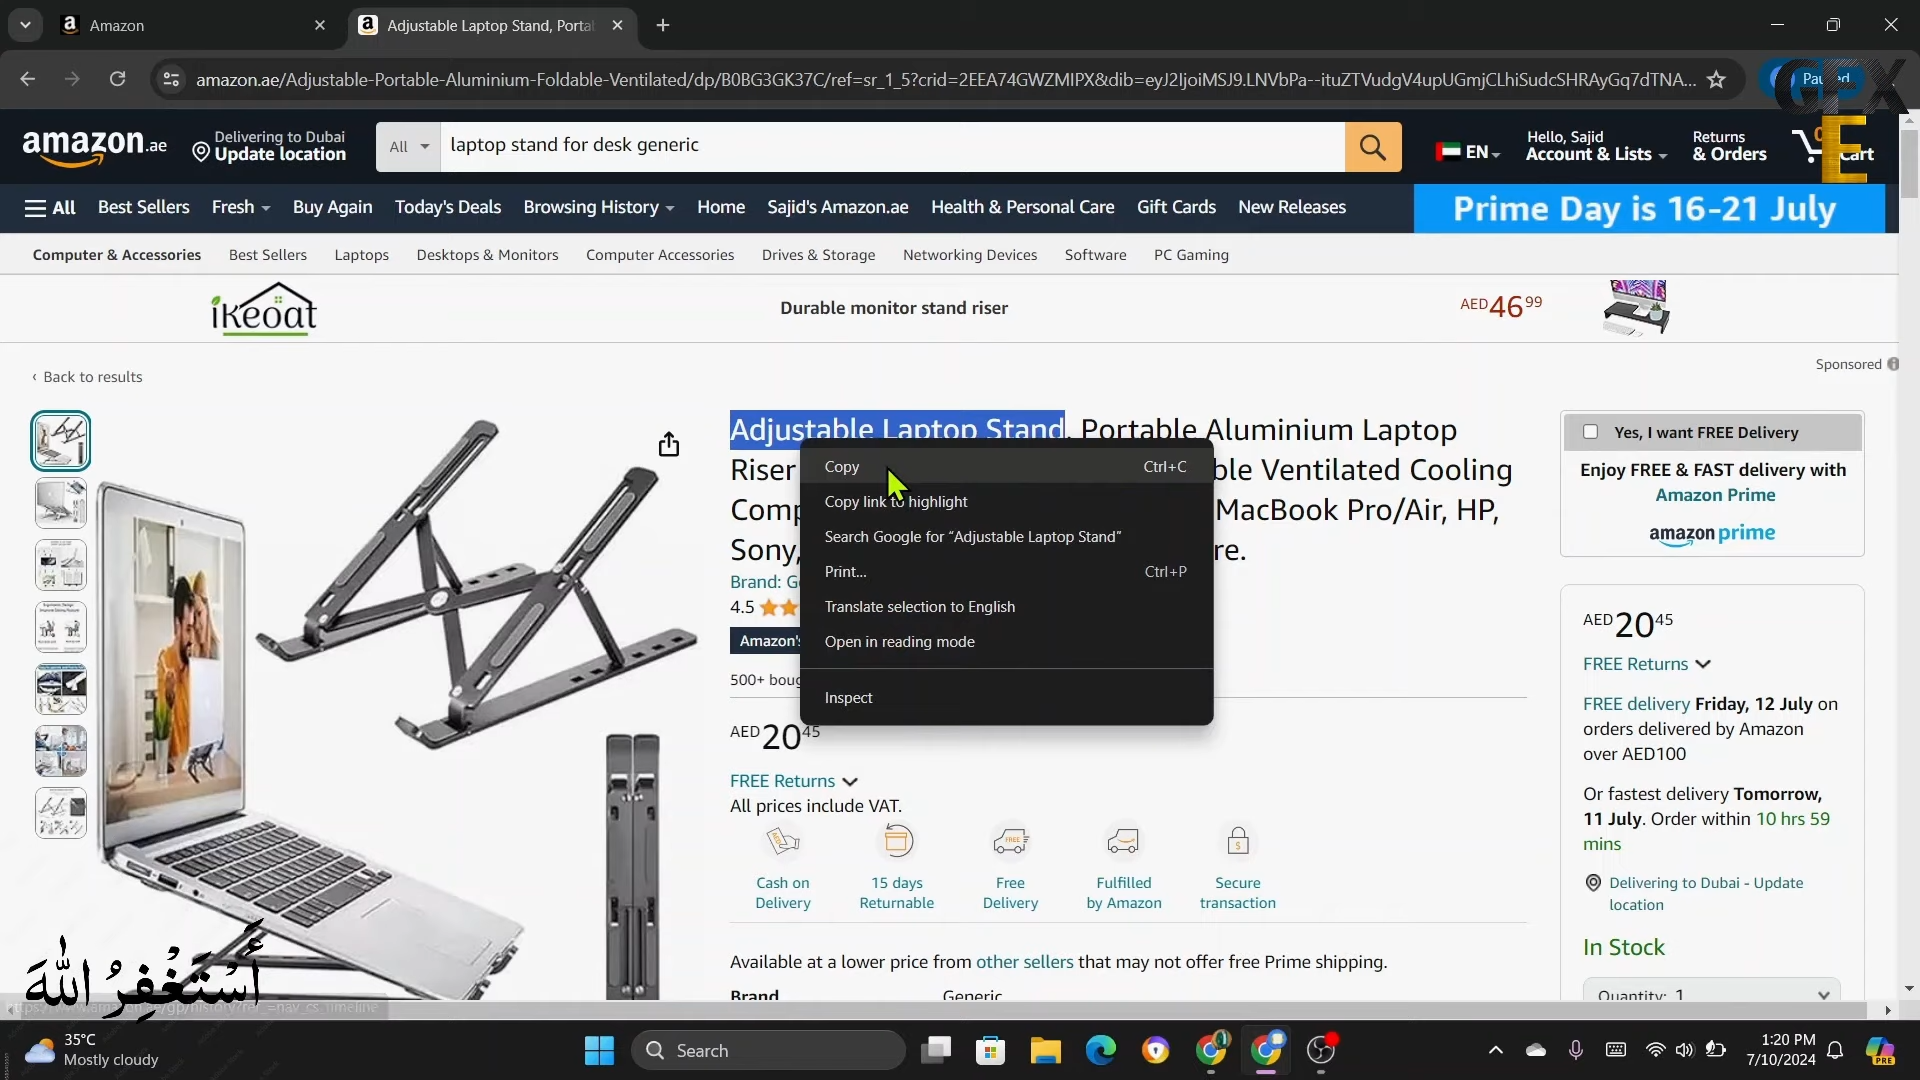 Amazon
Adjustable Laptop Stand, Porta
amazon.ae/Adjustable-Portable-Aluminium-Foldable-Ventilated/dp/B0BG3GK37C/ref=sr_1_5?crid=2EEA74GWZMIPX&dib=eyJ2IjoiMSJ9.LNVbPa--ituZTVudgV4upUGmjCLhiSudcSHRAyGq7dTNA...
GFX
E
amazon.ae
Delivering to Dubai
Update location
All
laptop stand for desk generic
EN
Hello, Sajid
Account & Lists
Returns
& Orders
Cart
All
Best Sellers
Fresh
Buy Again
Today's Deals
Browsing History
Home
Sajid's Amazon.ae
Health & Personal Care
Gift Cards
New Releases
Prime Day is 16-21 July
Computer & Accessories
Best Sellers
Laptops
Desktops & Monitors
Computer Accessories
Drives & Storage
Networking Devices
Software
PC Gaming
ikeoat
Durable monitor stand riser
AED46 99
Sponsored
‹ Back to results
Adjustable Laptop Stand, Portable Aluminium Laptop
Riser
ble Ventilated Cooling
Comp
MacBook Pro/Air, HP,
Sony,
re.
Brand: G
4.5
Amazon's
500+ boug
Copy Ctrl+C
Copy link to highlight
Search Google for “Adjustable Laptop Stand”
Print... Ctrl+P
Translate selection to English
Open in reading mode
Inspect
AED20 45
FREE Returns
All prices include VAT.
Cash on
Delivery
15 days
Returnable
Free
Delivery
Fulfilled
by Amazon
Secure
transaction
Available at a lower price from other sellers that may not offer free Prime shipping.
Brand Generic
Yes, I want FREE Delivery
Enjoy FREE & FAST delivery with
Amazon Prime
amazon prime
AED20 45
FREE Returns
FREE delivery Friday, 12 July on
orders delivered by Amazon
over AED100
Or fastest delivery Tomorrow,
11 July. Order within 10 hrs 59
mins
Delivering to Dubai - Update
location
In Stock
Quantity: 1
أَسْتَغْفِرُ اللّٰهَ
35°C
Mostly cloudy
Search
1:20 PM
7/10/2024
PRE